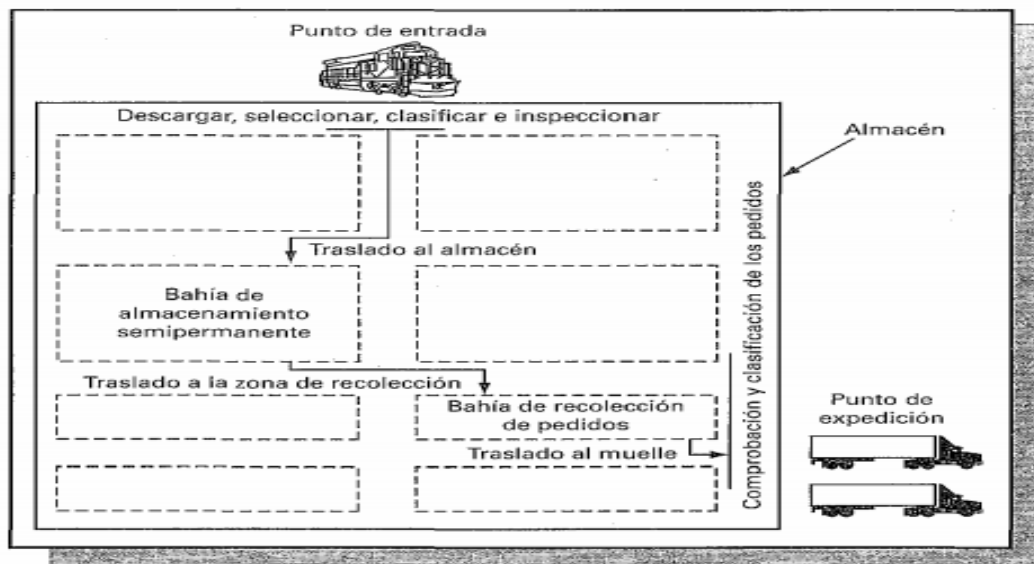 Punto de entrada
Descargar, seleccionar, clasificar e inspeccionar
Almacén
Traslado al almacén
Bahía de
almacenamiento
semipermanente
Comprobación y clasificación de los pedidos
Traslado a la zona de recolección
Bahía de recolección
de pedidos
Traslado al muelle
Punto de
expedición